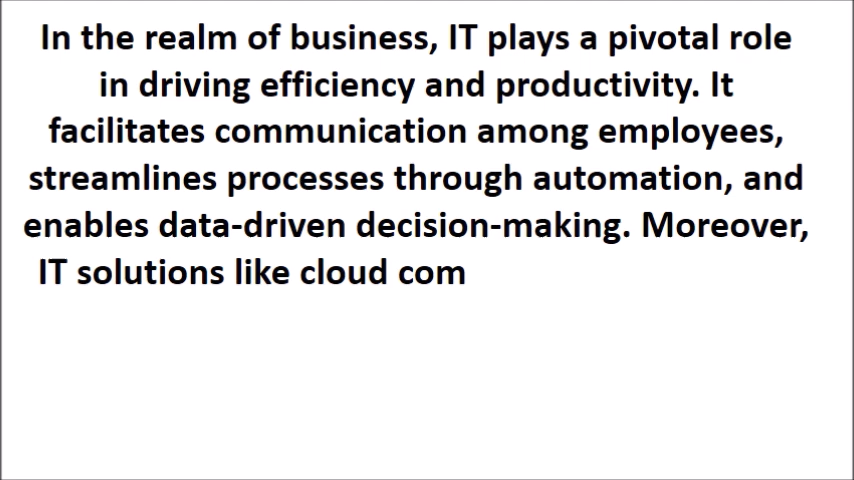 In the realm of business, IT plays a pivotal role
in driving efficiency and productivity. It
facilitates communication among employees,
streamlines processes through automation, and
enables data-driven decision-making. Moreover,
IT solutions like cloud com